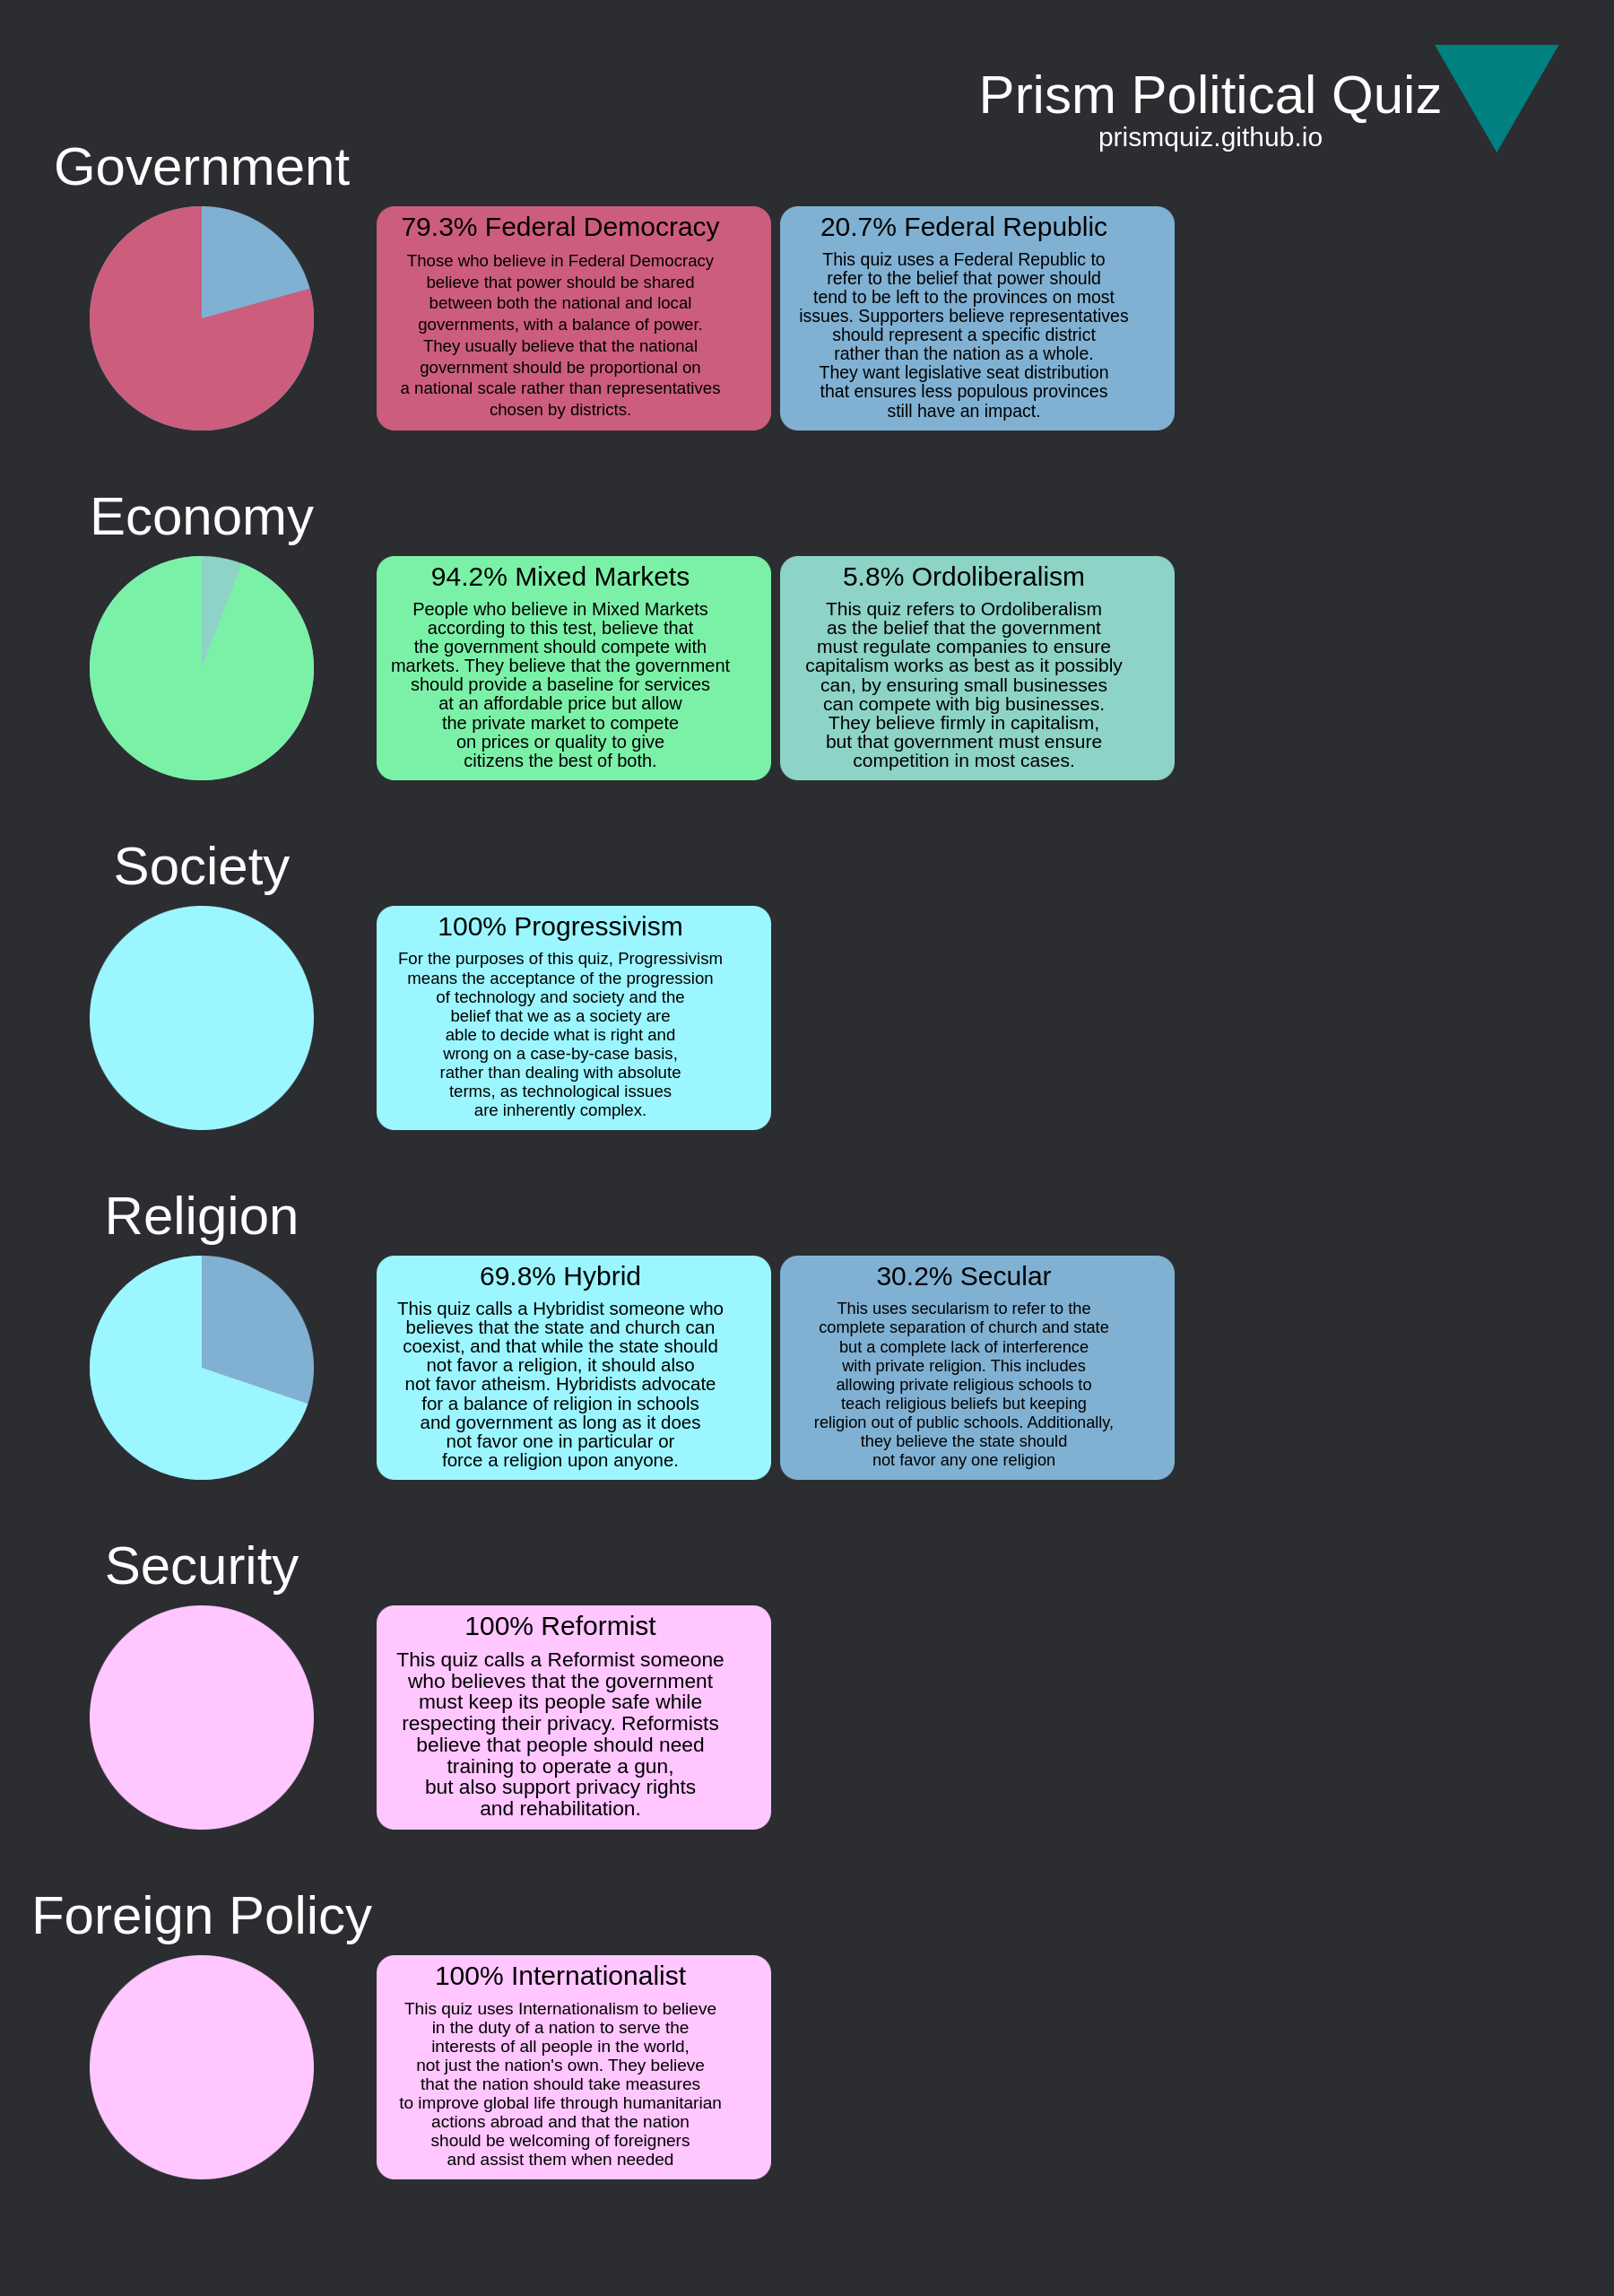 Prism Political Quiz
prismquiz.github.io
Government
79.3% Federal Democracy
Those who believe in Federal Democracy
believe that power should be shared
between both the national and local
governments, with a balance of power.
They usually believe that the national
government should be proportional on
a national scale rather than representatives
chosen by districts.
20.7% Federal Republic
This quiz uses a Federal Republic to
refer to the belief that power should
tend to be left to the provinces on most
issues. Supporters believe representatives
should represent a specific district
rather than the nation as a whole.
They want legislative seat distribution
that ensures less populous provinces
still have an impact.
Economy
94.2% Mixed Markets
People who believe in Mixed Markets
according to this test, believe that
the government should compete with
markets. They believe that the government
should provide a baseline for services
at an affordable price but allow
the private market to compete
on prices or quality to give
citizens the best of both.
5.8% Ordoliberalism
This quiz refers to Ordoliberalism
as the belief that the government
must regulate companies to ensure
capitalism works as best as it possibly
can, by ensuring small businesses
can compete with big businesses.
They believe firmly in capitalism,
but that government must ensure
competition in most cases.
Society
100% Progressivism
For the purposes of this quiz, Progressivism
means the acceptance of the progression
of technology and society and the
belief that we as a society are
able to decide what is right and
wrong on a case-by-case basis,
rather than dealing with absolute
terms, as technological issues
are inherently complex.
Religion
69.8% Hybrid
This quiz calls a Hybridist someone who
believes that the state and church can
coexist, and that while the state should
not favor a religion, it should also
not favor atheism. Hybridists advocate
for a balance of religion in schools
and government as long as it does
not favor one in particular or
force a religion upon anyone.
30.2% Secular
This uses secularism to refer to the
complete separation of church and state
but a complete lack of interference
with private religion. This includes
allowing private religious schools to
teach religious beliefs but keeping
religion out of public schools. Additionally,
they believe the state should
not favor any one religion
Security
100% Reformist
This quiz calls a Reformist someone
who believes that the government
must keep its people safe while
respecting their privacy. Reformists
believe that people should need
training to operate a gun,
but also support privacy rights
and rehabilitation.
Foreign Policy
100% Internationalist
This quiz uses Internationalism to believe
in the duty of a nation to serve the
interests of all people in the world,
not just the nation's own. They believe
that the nation should take measures
to improve global life through humanitarian
actions abroad and that the nation
should be welcoming of foreigners
and assist them when needed